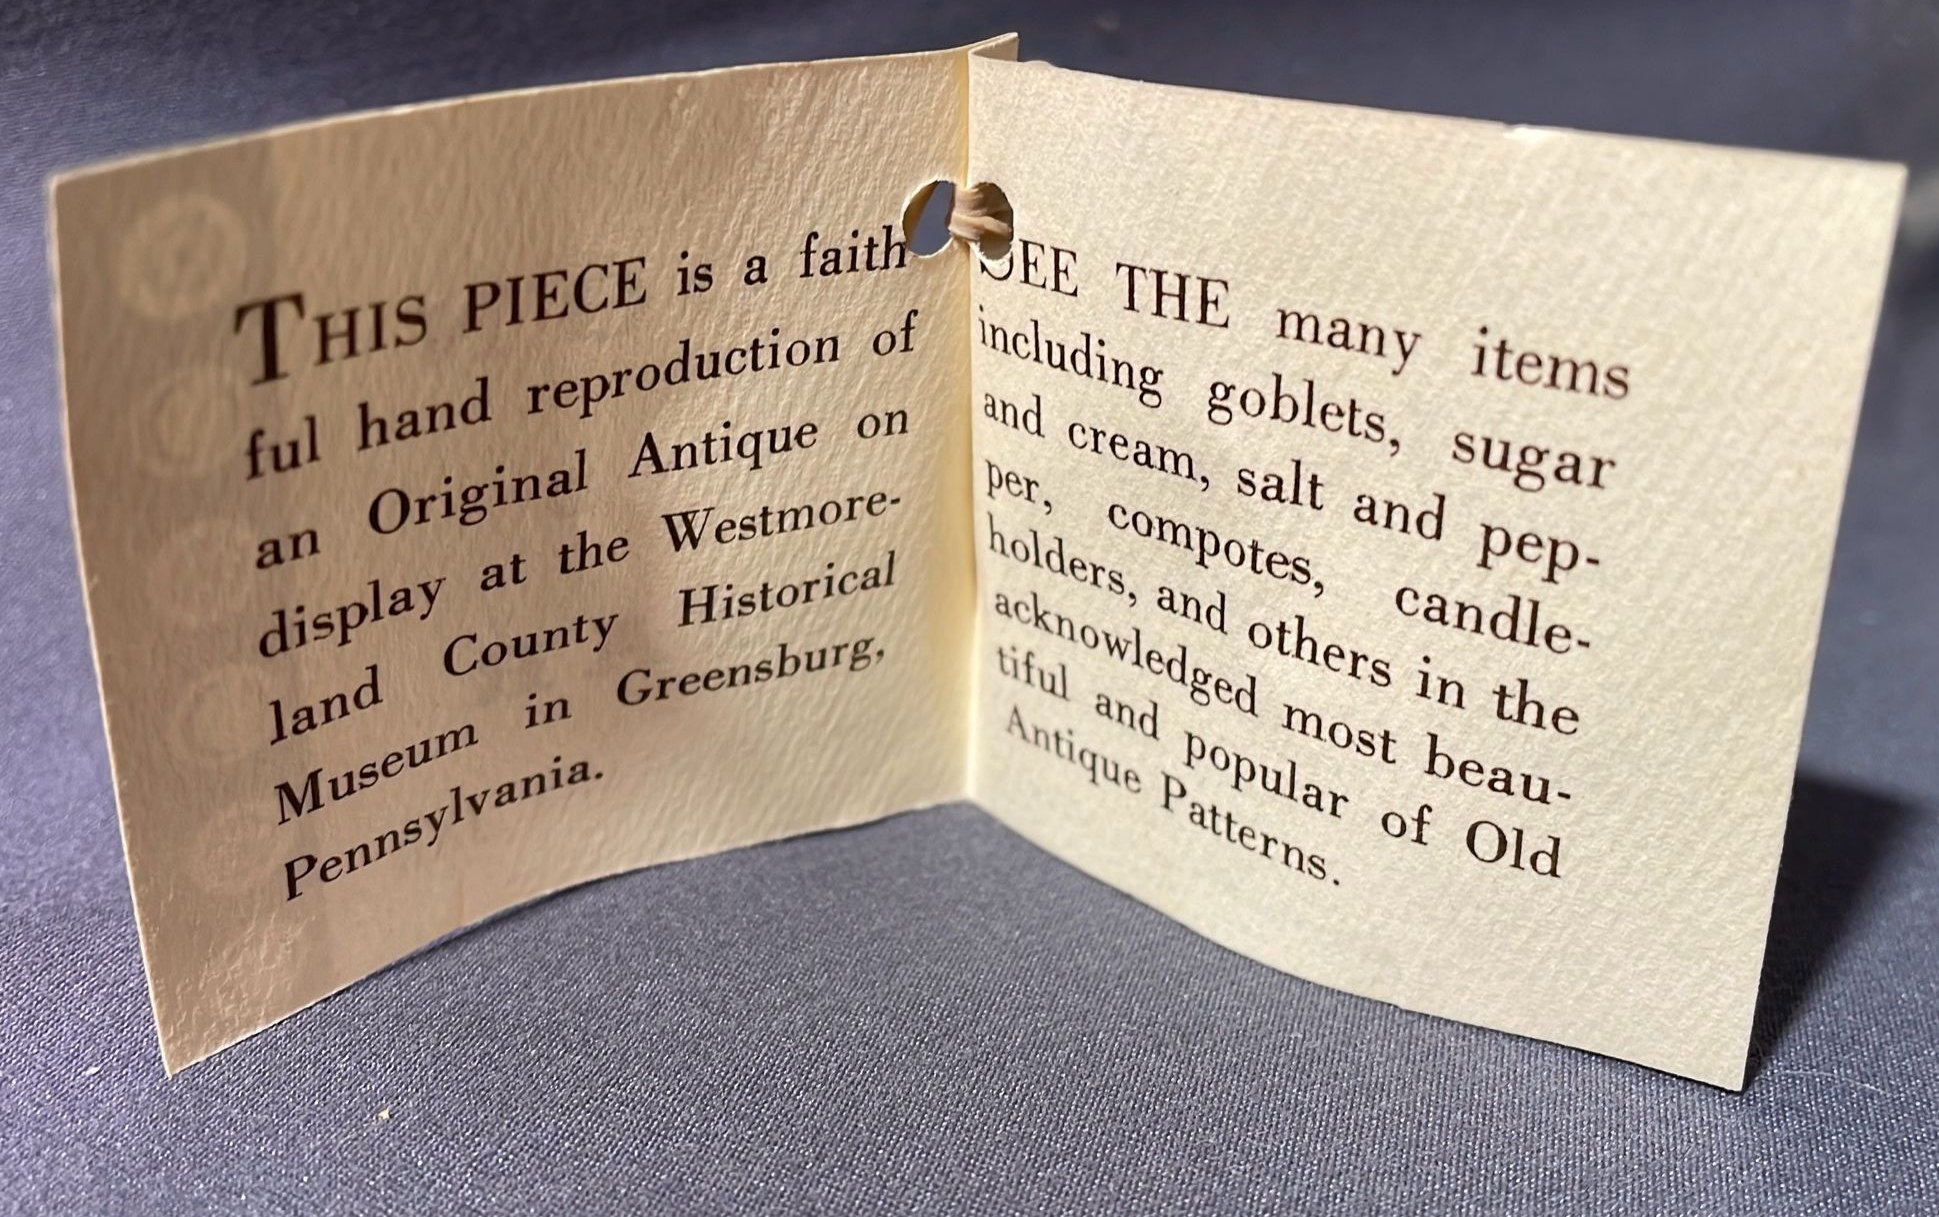 THIS PIECE is a faith
ful hand reproduction of
an Original Antique on
display at the Westmore-
land County Historical
Museum in Greensburg,
Pennsylvania.
SEE THE many items
including goblets, sugar
and cream, salt and pep-
per, compotes, candle-
holders, and others in the
acknowledged most beau-
tiful and popular of Old
Antique Patterns.